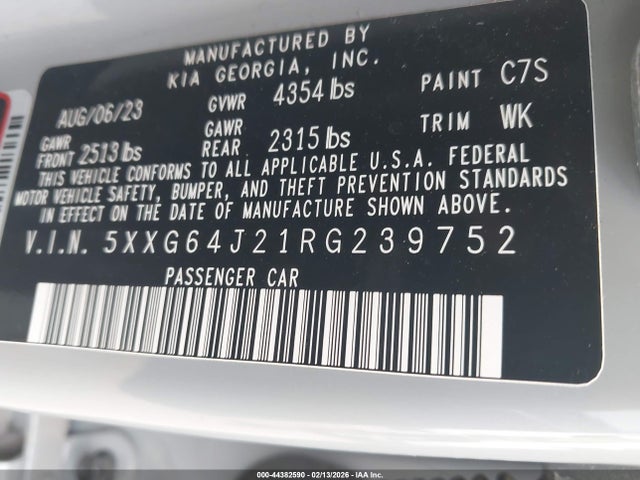 MANUFACTURED BY
KIA GEORGIA, INC.
AUG/06/23 GVWR 4354 lbs PAINT C7S
GAWR FRONT 2513 lbs GAWR REAR 2315 lbs TRIM WK
THIS VEHICLE CONFORMS TO ALL APPLICABLE U.S.A. FEDERAL
MOTOR VEHICLE SAFETY, BUMPER, AND THEFT PREVENTION STANDARDS
IN EFFECT ON THE DATE OF MANUFACTURE SHOWN ABOVE.
V.I.N. 5XXG64J21RG239752
PASSENGER CAR
000-44382590 - 02/13/2026 - IAA Inc.